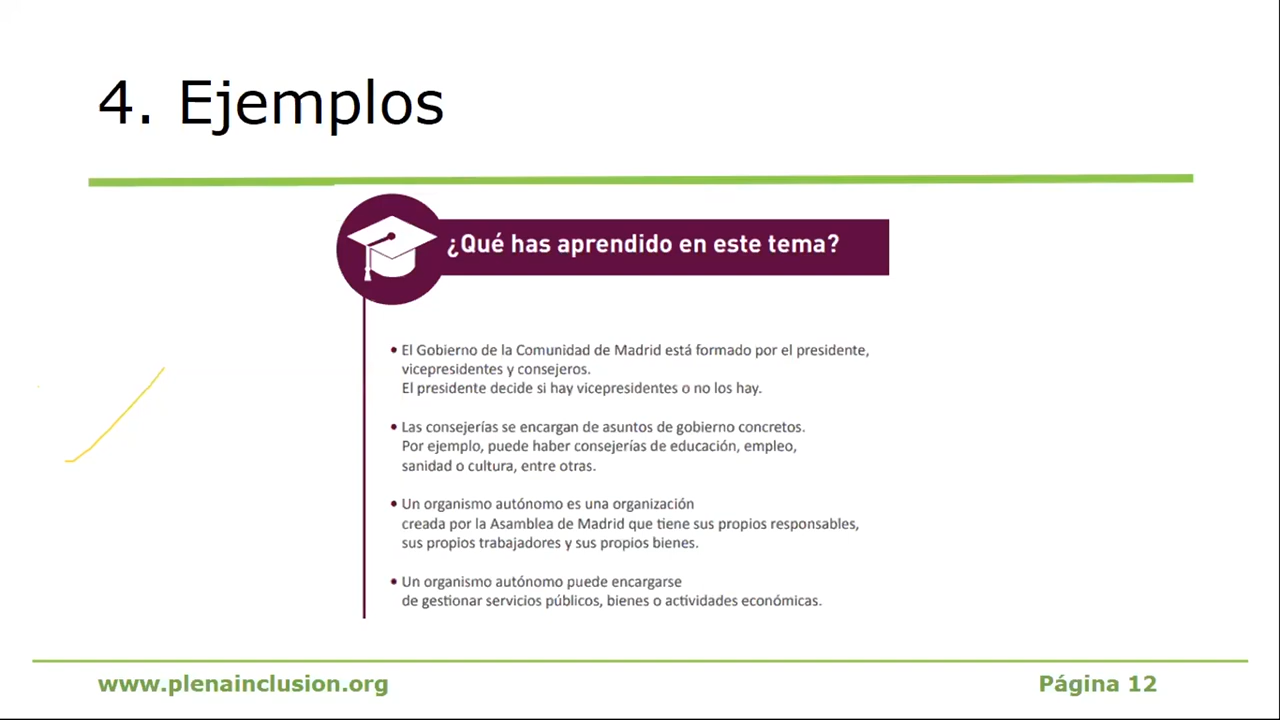 4. Ejemplos
¿Qué has aprendido en este tema?
• El Gobierno de la Comunidad de Madrid está formado por el presidente,
vicepresidentes y consejeros.
El presidente decide si hay vicepresidentes o no los hay.
• Las consejerías se encargan de asuntos de gobierno concretos.
Por ejemplo, puede haber consejerías de educación, empleo,
sanidad o cultura, entre otras.
• Un organismo autónomo es una organización
creada por la Asamblea de Madrid que tiene sus propios responsables,
sus propios trabajadores y sus propios bienes.
• Un organismo autónomo puede encargarse
de gestionar servicios públicos, bienes o actividades económicas.
www.plenainclusion.org
Página 12